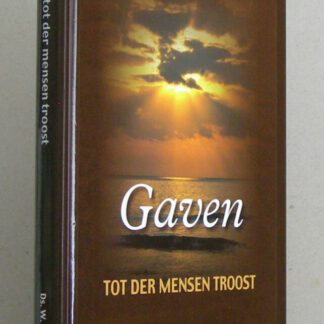 Gaven
TOT DER MENSEN TROOST
tot der mensen troost
Ds. W.